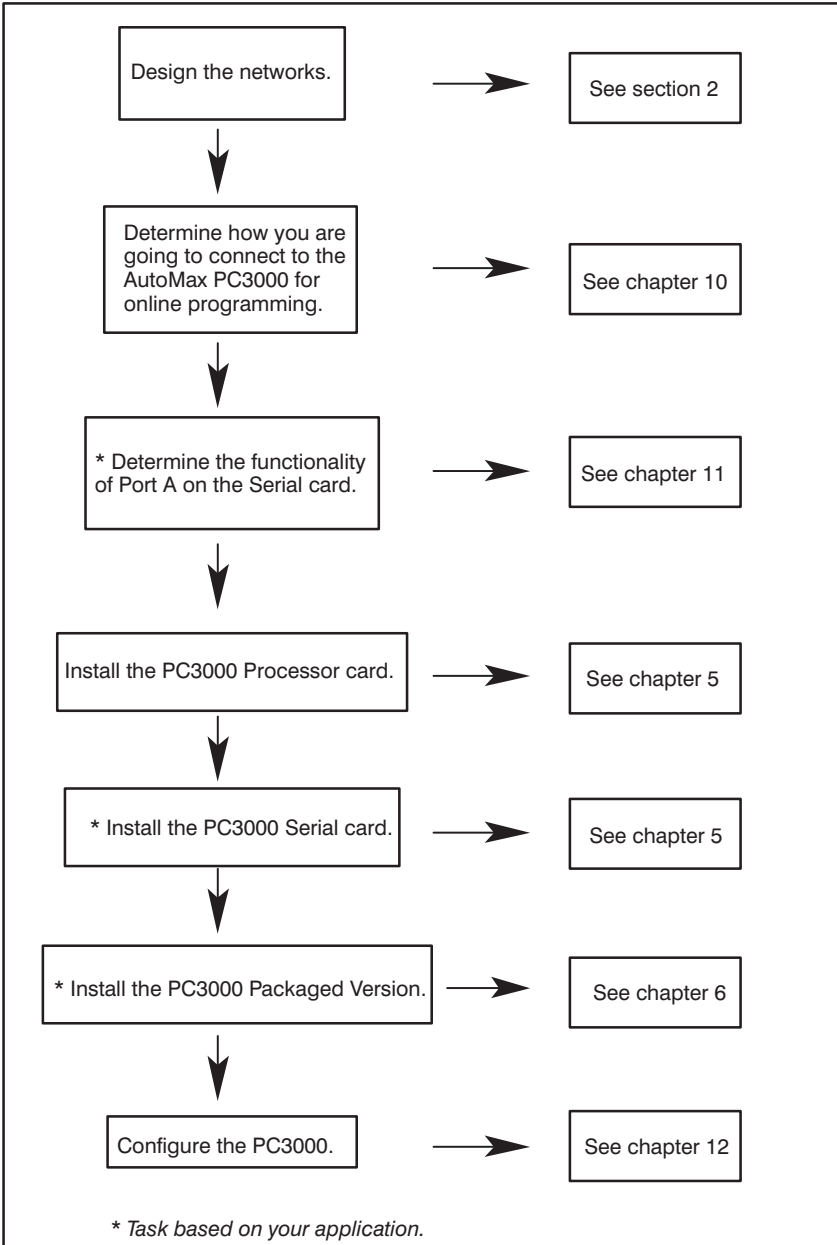 Design the networks.
See section 2
Determine how you are
going to connect to the
AutoMax PC3000 for
online programming.
See chapter 10
* Determine the functionality
of Port A on the Serial card.
See chapter 11
Install the PC3000 Processor card.
See chapter 5
* Install the PC3000 Serial card.
See chapter 5
* Install the PC3000 Packaged Version.
See chapter 6
Configure the PC3000.
See chapter 12
* Task based on your application.